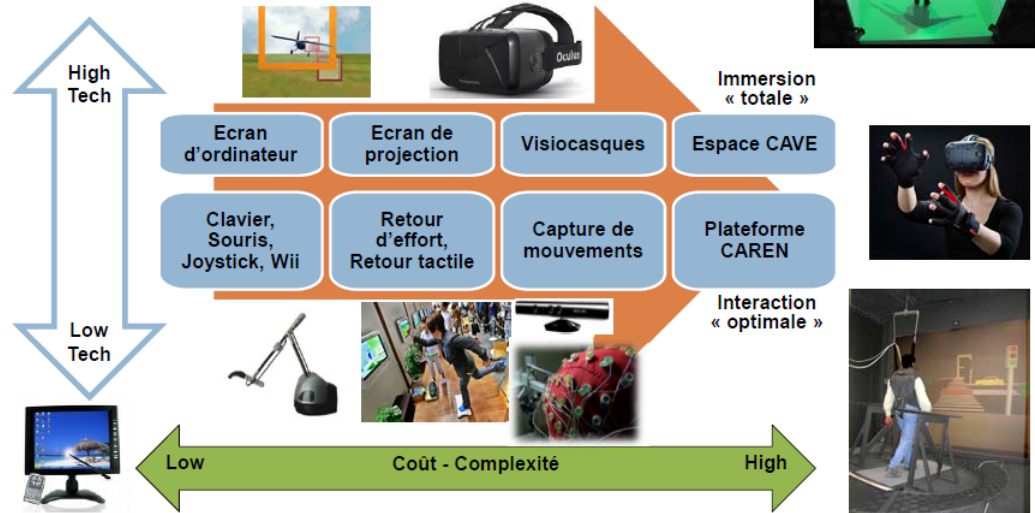 High
Tech
Oculus
Immersion
« totale »
Ecran
d’ordinateur
Ecran de
projection
Visiocasques
Espace CAVE
Clavier,
Souris,
Joystick, Wii
Retour
d’effort,
Retour tactile
Capture de
mouvements
Plateforme
CAREN
Interaction
« optimale »
Low
Tech
Low
Coût - Complexité
High